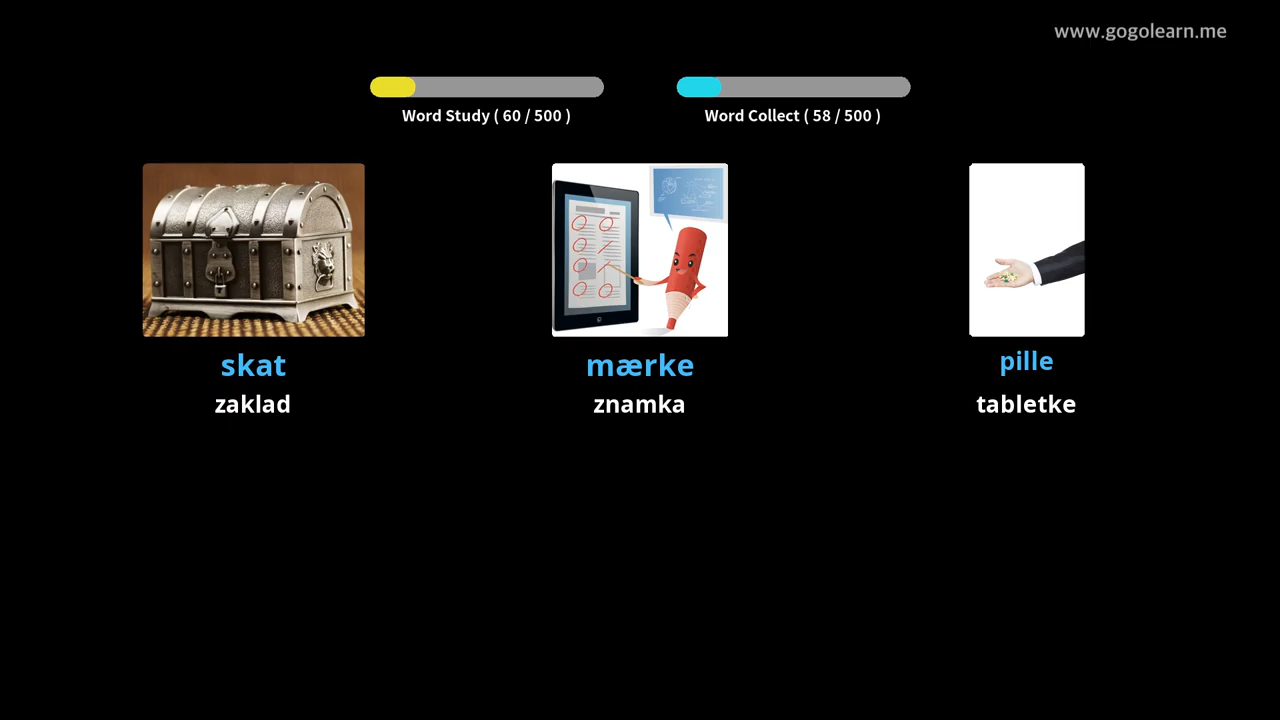 www.gogolearn.me
Word Study ( 60 / 500 )
Word Collect ( 58 / 500 )
skat
mærke
pille
zaklad
znamka
tabletke